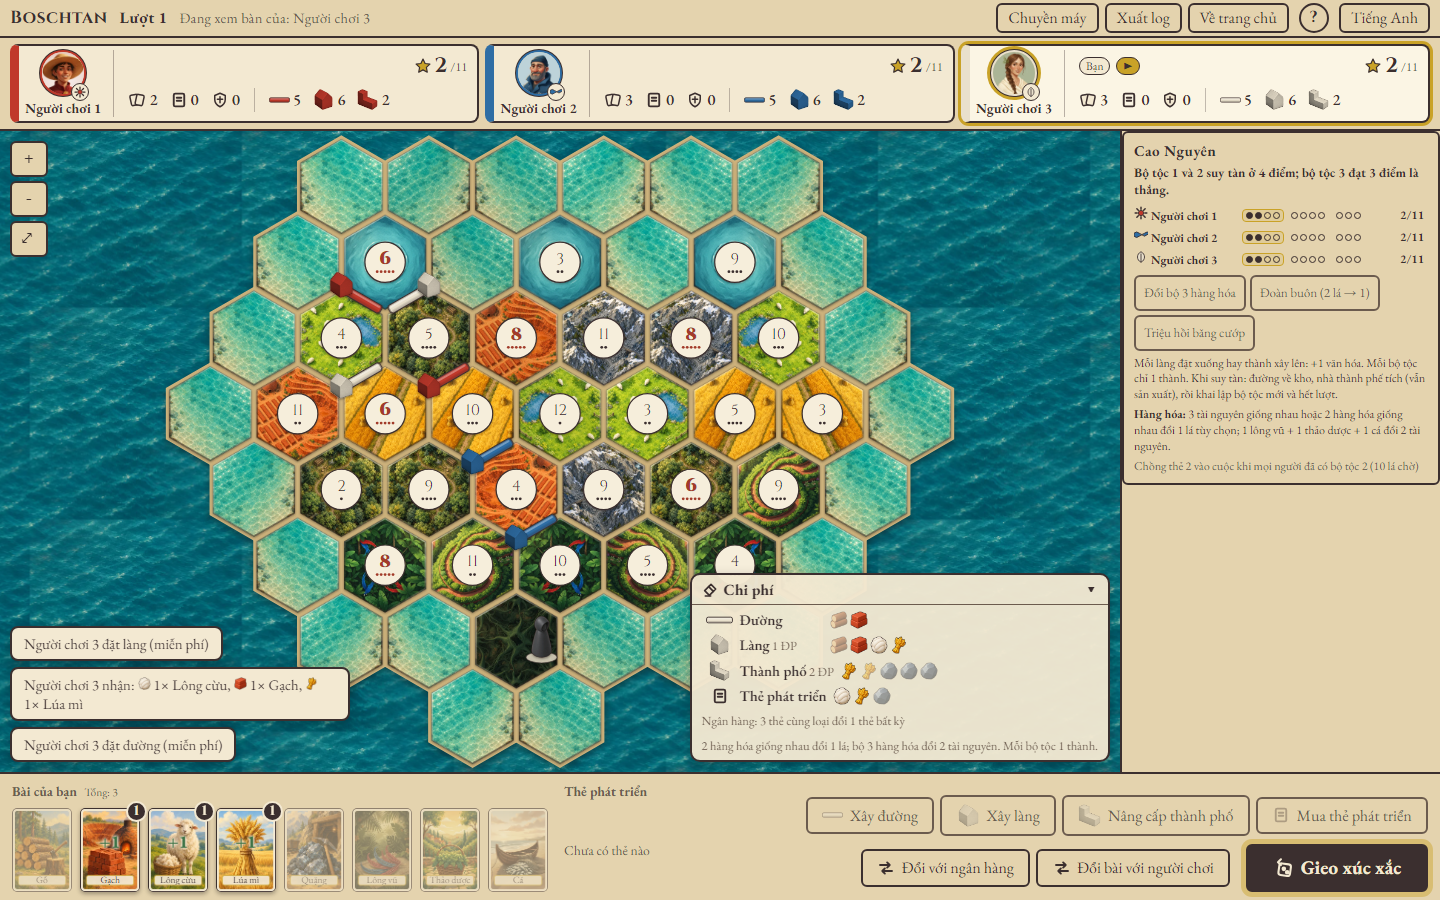 BOSCHTAN Lượt 1 Đang xem bàn của: Người chơi 3
Chuyền máy Xuất log Về trang chủ ? Tiếng Anh
Người chơi 1
2 /11
2 0 0 5 6 2
Người chơi 2
2 /11
3 0 0 5 6 2
Người chơi 3
Bạn
2 /11
3 0 0 5 6 2
+
-
6 3 9
4 5 8 11 8 10
11 6 10 12 3 5 3
2 9 4 9 6 9
8 11 10 5 4
Người chơi 3 đặt làng (miễn phí)
Người chơi 3 nhận: 1× Lông cừu, 1× Gạch,
1× Lúa mì
Người chơi 3 đặt đường (miễn phí)
Chi phí
Đường
Làng 1 ĐP
Thành phố 2 ĐP
Thẻ phát triển
Ngân hàng: 3 thẻ cùng loại đổi 1 thẻ bất kỳ
2 hàng hóa giống nhau đổi 1 lá; bộ 3 hàng hóa đổi 2 tài nguyên. Mỗi bộ tộc 1 thành.
Cao Nguyên
Bộ tộc 1 và 2 suy tàn ở 4 điểm; bộ tộc 3 đạt 3 điểm là
thắng.
Người chơi 1 2/11
Người chơi 2 2/11
Người chơi 3 2/11
Đổi bộ 3 hàng hóa Đoàn buôn (2 lá → 1)
Triệu hồi băng cướp
Mỗi làng đặt xuống hay thành xây lên: +1 văn hóa. Mỗi bộ tộc
chỉ 1 thành. Khi suy tàn: đường về kho, nhà thành phế tích (vẫn
sản xuất), rồi khai lập bộ tộc mới và hết lượt.
Hàng hóa: 3 tài nguyên giống nhau hoặc 2 hàng hóa giống
nhau đổi 1 lá tùy chọn; 1 lông vũ + 1 thảo dược + 1 cá đổi 2 tài
nguyên.
Chồng thẻ 2 vào cuộc khi mọi người đã có bộ tộc 2 (10 lá chờ)
Bài của bạn Tổng: 3
1 1 1
+1 +1 +1
Gỗ Gạch Lông cừu Lúa mì Quặng Lông vũ Thảo dược Cá
Thẻ phát triển
Chưa có thẻ nào
Xây đường Xây làng Nâng cấp thành phố Mua thẻ phát triển
Đổi với ngân hàng Đổi bài với người chơi Gieo xúc xắc